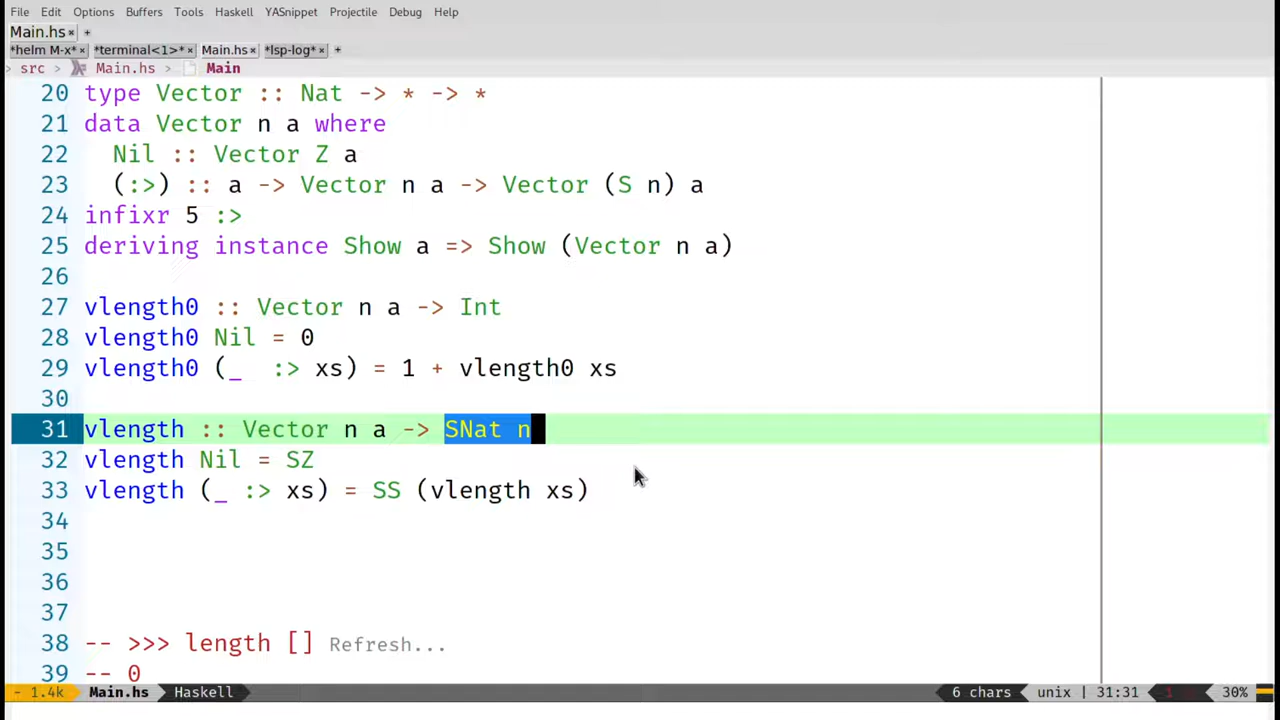 File Edit Options Buffers Tools Haskell YASnippet Projectile Debug Help
Main.hs × +
*helm M-x* × *terminal<1>* × Main.hs × *lsp-log* × +
> src > Main.hs > Main
20 type Vector :: Nat -> * -> *
21 data Vector n a where
22   Nil :: Vector Z a
23   (:>) :: a -> Vector n a -> Vector (S n) a
24 infixr 5 :>
25 deriving instance Show a => Show (Vector n a)
26
27 vlength0 :: Vector n a -> Int
28 vlength0 Nil = 0
29 vlength0 (_  :> xs) = 1 + vlength0 xs
30
31 vlength :: Vector n a -> SNat n
32 vlength Nil = SZ
33 vlength (_ :> xs) = SS (vlength xs)
34
35
36
37
38 -- >>> length [] Refresh...
39 -- 0
- 1.4k Main.hs Haskell 6 chars unix | 31:31 1 30%